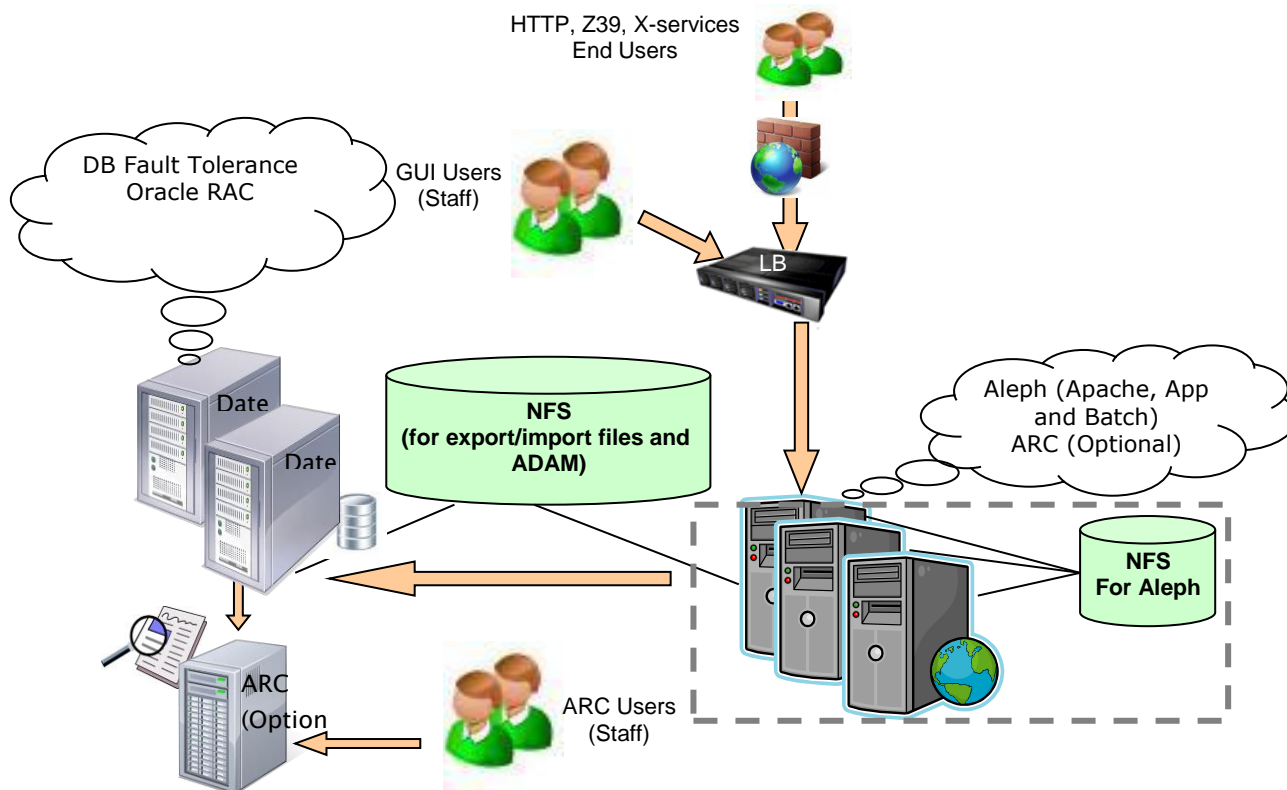 HTTP, Z39, X-services
End Users
DB Fault Tolerance
Oracle RAC
GUI Users
(Staff)
LB
Aleph (Apache, App
and Batch)
ARC (Optional)
Date
Date
NFS
(for export/import files and
ADAM)
NFS
For Aleph
ARC
(Option
ARC Users
(Staff)